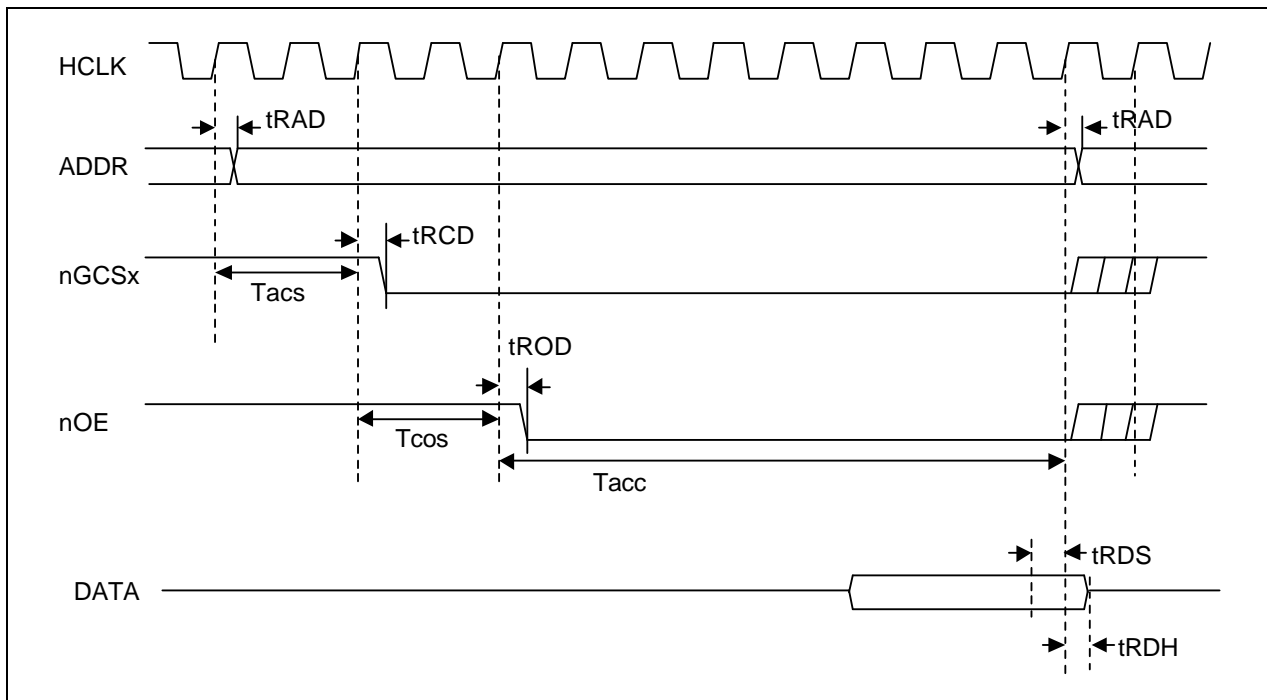 HCLK
tRAD
tRAD
ADDR
tRCD
nGCSx
Tacs
tROD
nOE
Tcos
Tacc
tRDS
DATA
tRDH